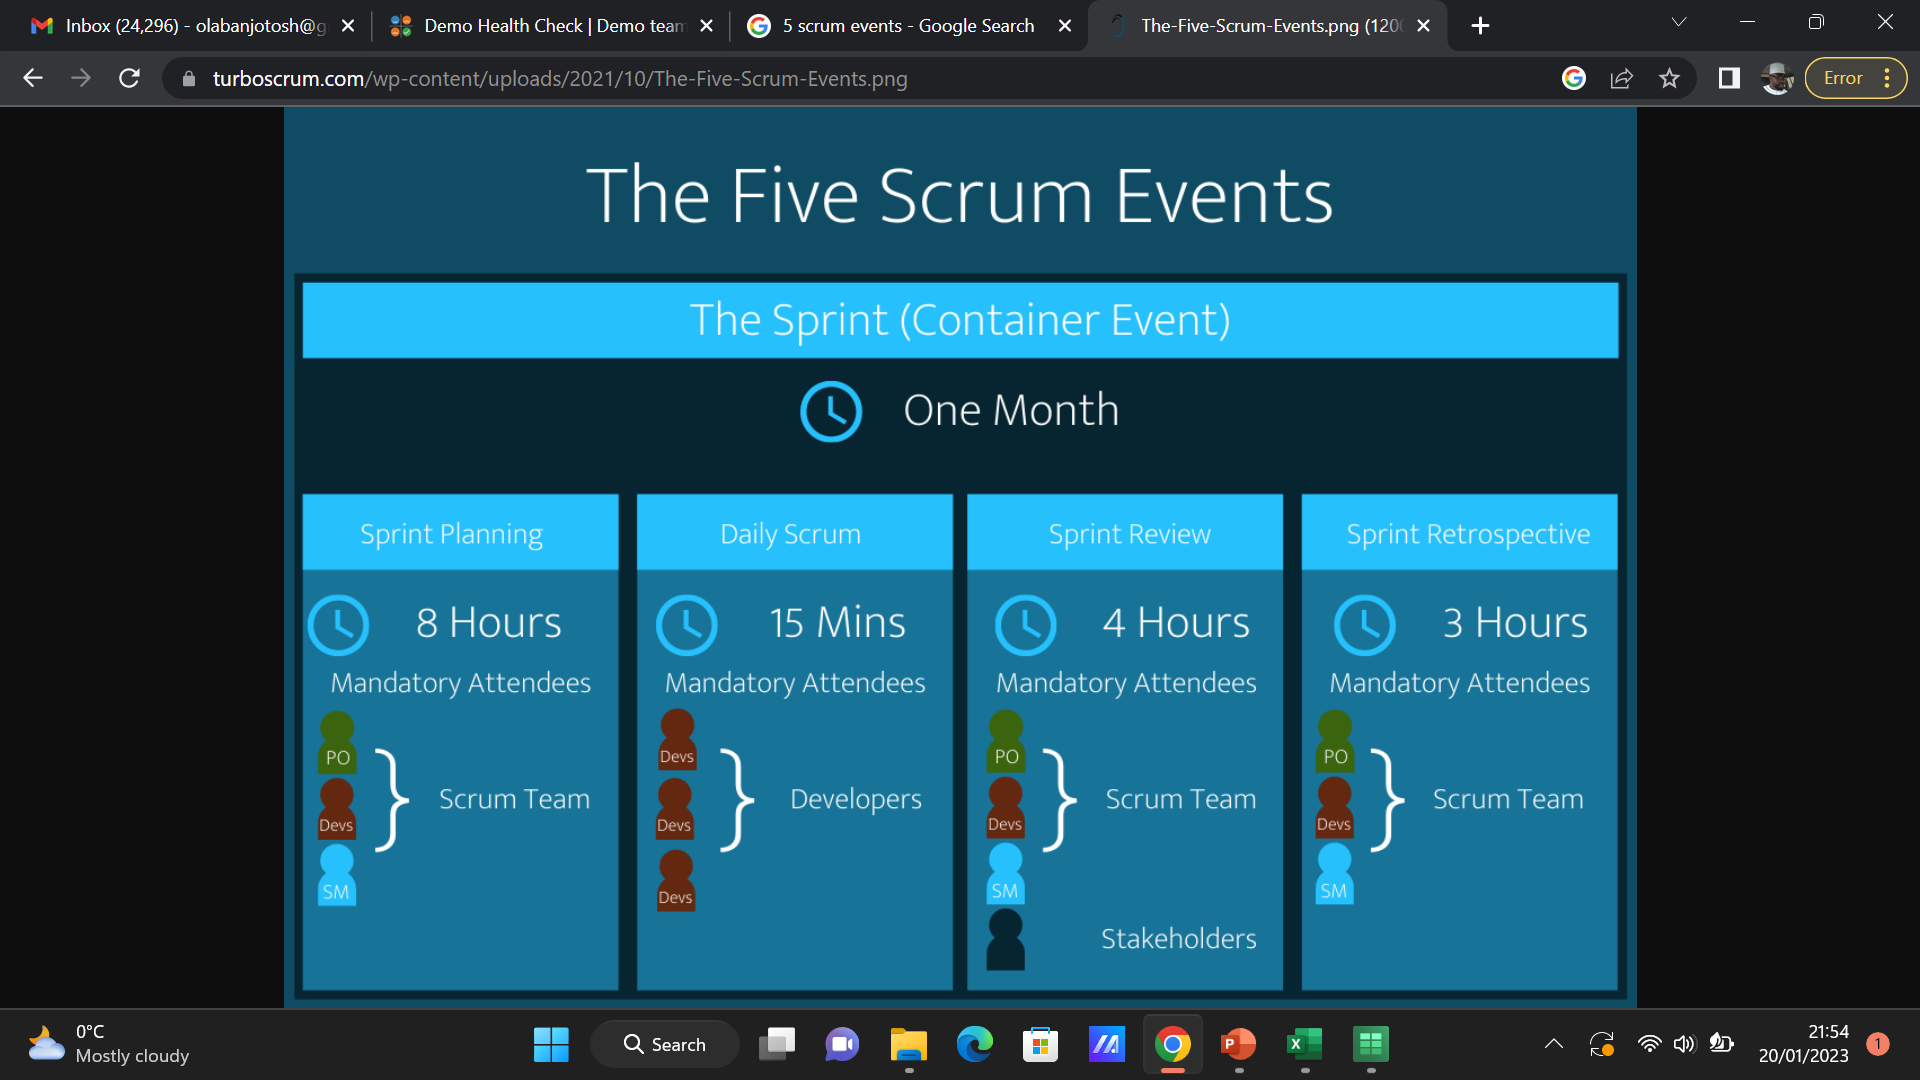 Inbox (24,296) - olabanjotosh@g
Demo Health Check | Demo team
5 scrum events - Google Search
The-Five-Scrum-Events.png (120
turboscrum.com/wp-content/uploads/2021/10/The-Five-Scrum-Events.png
Error
The Five Scrum Events
The Sprint (Container Event)
One Month
Sprint Planning
8 Hours
Mandatory Attendees
PO
Devs
SM
Scrum Team
Daily Scrum
15 Mins
Mandatory Attendees
Devs
Devs
Devs
Developers
Sprint Review
4 Hours
Mandatory Attendees
PO
Devs
SM
Scrum Team
Stakeholders
Sprint Retrospective
3 Hours
Mandatory Attendees
PO
Devs
SM
Scrum Team
0°C
Mostly cloudy
Search
P
X
21:54
20/01/2023
1